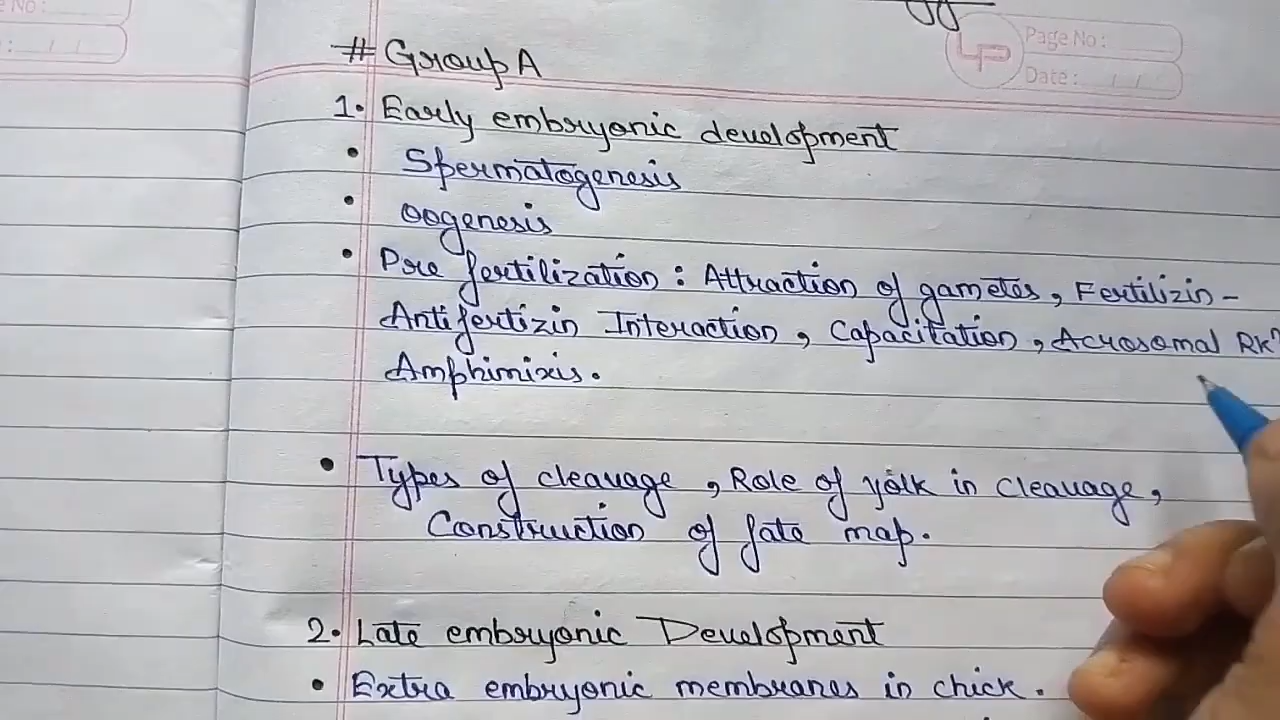 No:
Page No:
Date: / /
# Group A
1. Early embryonic development
• Spermatogenesis
• oogenesis
• Pre fertilization : Attraction of gametes, Fertilizin -
Antifertizin Interaction, Capacitation, Acrosomal RKⁿ
Amphimixis.
• Types of cleavage, Role of yolk in cleavage,
Construction of fate map.
2. Late embryonic Development
• Extra embryonic membranes in chick.